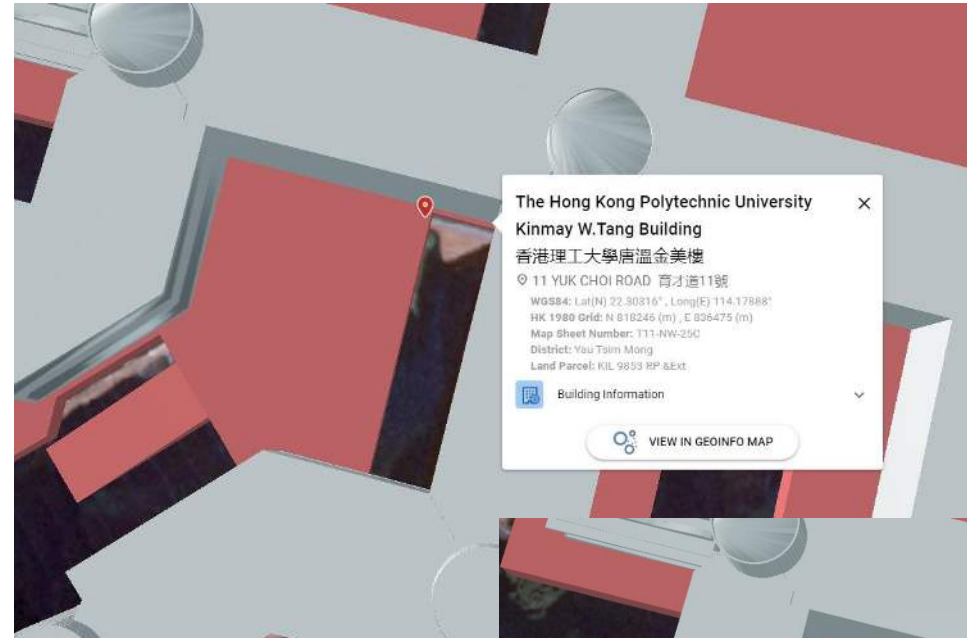 The Hong Kong Polytechnic University
Kinmay W.Tang Building
香港理工大學唐溫金美樓
11 YUK CHOI ROAD 育才道11號
WGS84: Lat(N) 22.30316° , Long(E) 114.17888°
HK 1980 Grid: N 818246 (m) , E 836475 (m)
Map Sheet Number: T11-NW-25C
District: Yau Tsim Mong
Land Parcel: KIL 9853 RP &Ext
Building Information
VIEW IN GEOINFO MAP